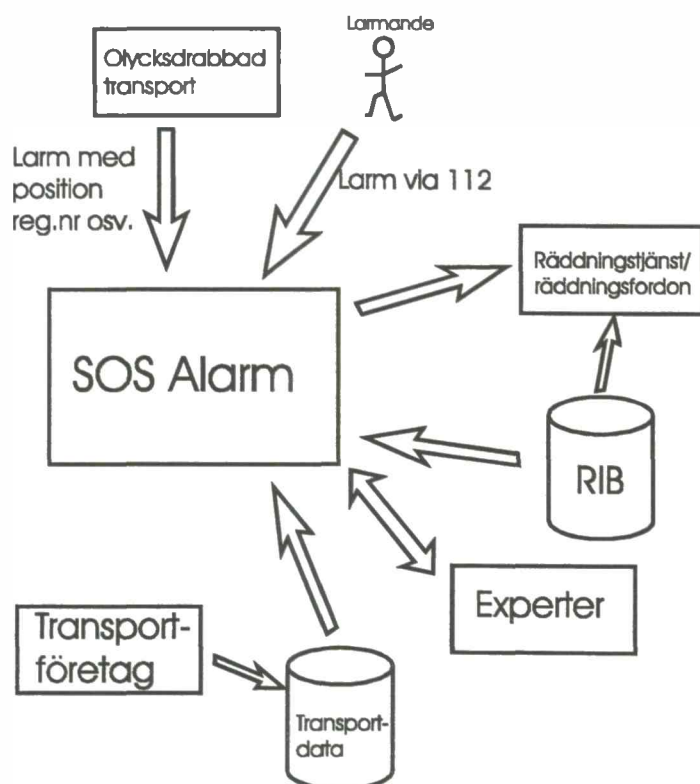 Larmande
Olycksdrabbad
transport
Larm med
position
reg.nr osv.
Larm via 112
Räddningstjänst/
räddningsfordon
SOS Alarm
RIB
Experter
Transport-
företag
Transport-
data